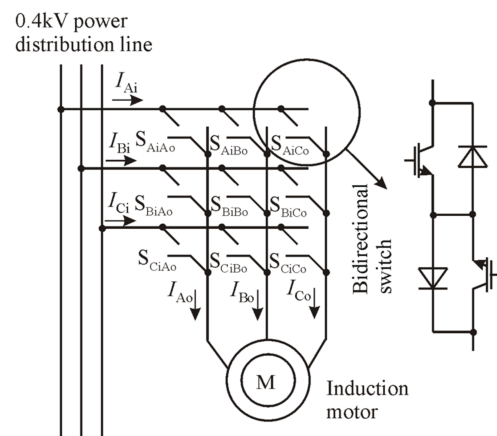 0.4kV power
distribution line
I_Ai
S_AiAo S_AiBo S_AiCo
I_Bi
S_BiAo S_BiBo S_BiCo
I_Ci
S_CiAo S_CiBo S_CiCo
I_Ao I_Bo I_Co
M
Induction
motor
Bidirectional
switch